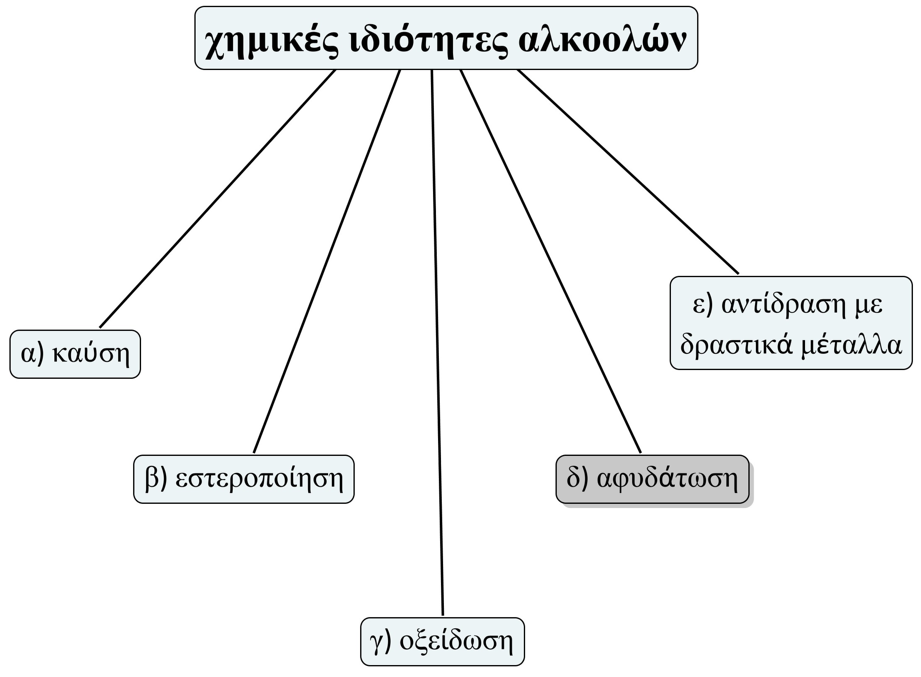 χημικές ιδιότητες αλκοολών
α) καύση
β) εστεροποίηση
γ) οξείδωση
δ) αφυδάτωση
ε) αντίδραση με
δραστικά μέταλλα